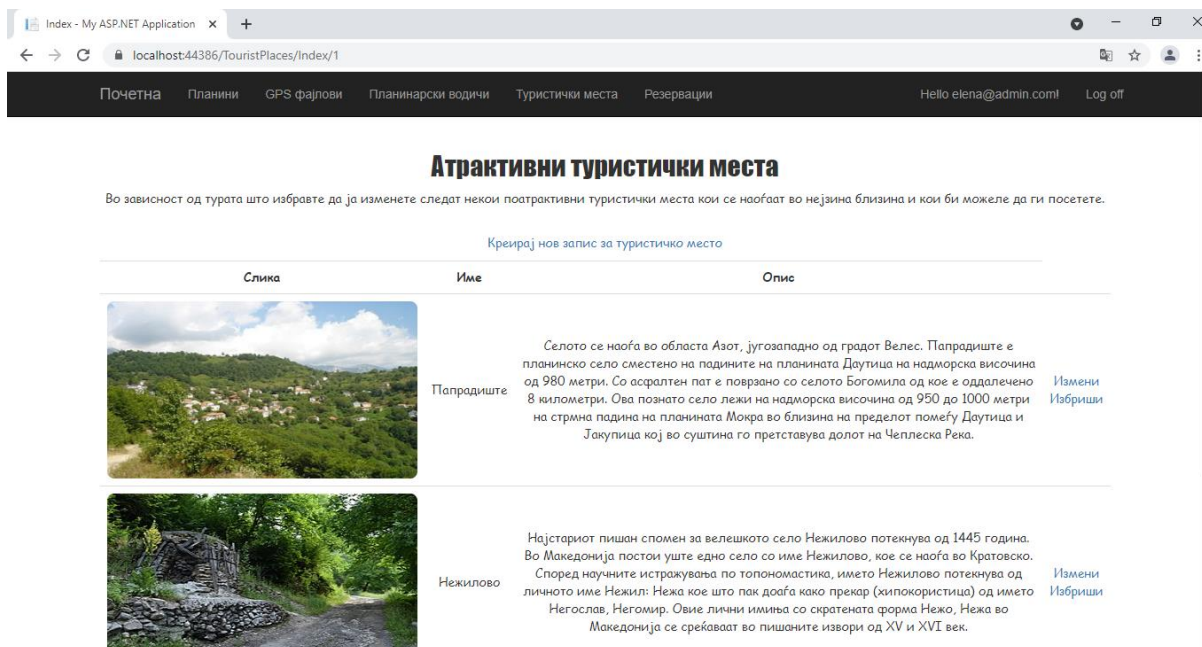 Index - My ASP.NET Application
localhost:44386/TouristPlaces/Index/1
Почетна Планини GPS фајлови Планинарски водичи Туристички места Резервации Hello elena@admin.com! Log off
Атрактивни туристички места
Во зависност од турата што избравте да ја изменете следат некои поатрактивни туристички места кои се наоѓаат во нејзина близина и кои би можеле да ги посетете.
Креирај нов запис за туристичко место
Слика Име Опис
Папрадиште
Селото се наоѓа во областа Азот, југозападно од градот Велес. Папрадиште е
планинско село сместено на падините на планината Даутица на надморска височина
од 980 метри. Со асфалтен пат е поврзано со селото Богомила од кое е оддалечено
8 километри. Ова познато село лежи на надморска височина од 950 до 1000 метри
на стрмна падина на планината Мокра во близина на пределот помеѓу Даутица и
Јакупица кој во суштина го претставува долот на Чеплеска Река.
Измени
Избриши
Нежилово
Најстариот пишан спомен за велешкото село Нежилово потекнува од 1445 година.
Во Македонија постои уште едно село со име Нежилово, кое се наоѓа во Кратовско.
Според научните истражувања по топономастика, името Нежилово потекнува од
личното име Нежил: Нежа кое што пак доаѓа како прекар (хипокористица) од името
Негослав, Негомир. Овие лични имиња со скратената форма Нежо, Нежа во
Македонија се среќаваат во пишаните извори од XV и XVI век.
Измени
Избриши